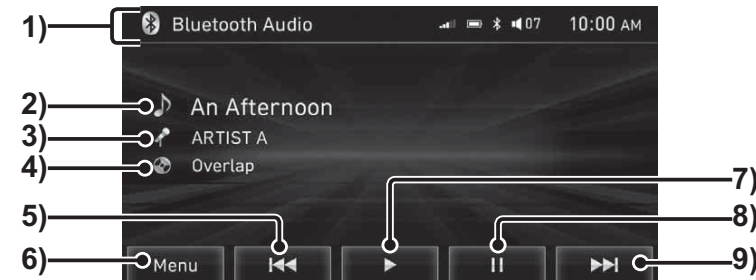 1) Bluetooth Audio 07 10:00 AM
2) An Afternoon
3) ARTIST A
4) Overlap
5) 7)
8)
6) Menu 9)